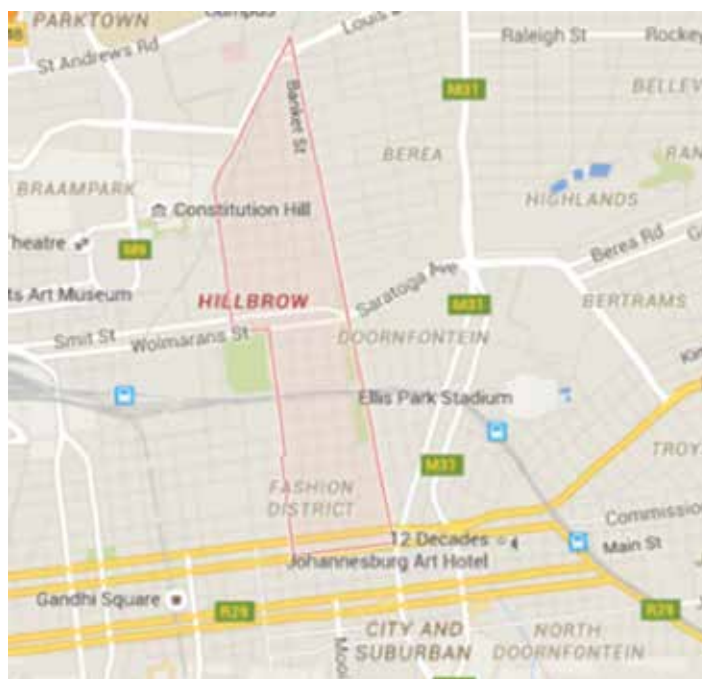 PARKTOWN
Campus
St Andrews Rd
Louis
Banket St
M31
Raleigh St
Rockey
BELLEV
BEREA
RAN
BRAAMPARK
Constitution Hill
HIGHLANDS
Theatre
M9
Berea Rd
ts Art Museum
HILLBROW
Saratoga Ave
M31
BERTRAMS
Smit St
Wolmarans St
DOORNFONTEIN
Ellis Park Stadium
M31
TROY
FASHION
DISTRICT
Commissio
12 Decades
Johannesburg Art Hotel
Main St
Gandhi Square
R29
R29
CITY AND
SUBURBAN
NORTH
DOORNFONTEIN